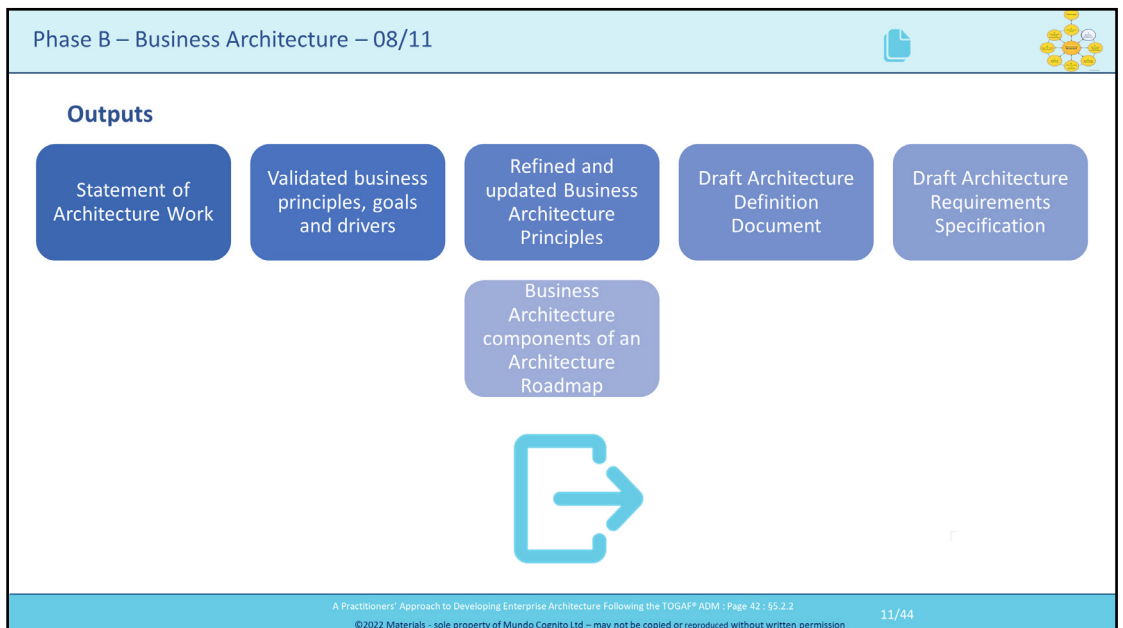 Phase B – Business Architecture – 08/11
Outputs
Statement of
Architecture Work
Validated business
principles, goals
and drivers
Refined and
updated Business
Architecture
Principles
Draft Architecture
Definition
Document
Draft Architecture
Requirements
Specification
Business
Architecture
components of an
Architecture
Roadmap
A Practitioners' Approach to Developing Enterprise Architecture Following the TOGAF® ADM : Page 42 : §5.2.2
11/44
©2022 Materials - sole property of Mundo Cognito Ltd – may not be copied or reproduced without written permission